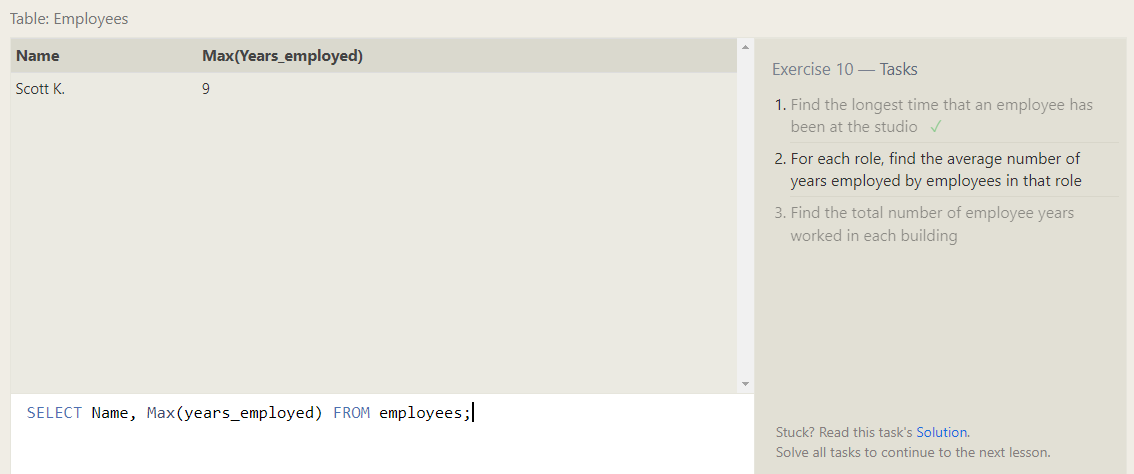 Table: Employees
Name Max(Years_employed)
Scott K. 9
SELECT Name, Max(years_employed) FROM employees;
Exercise 10 — Tasks
1. Find the longest time that an employee has
been at the studio ✓
2. For each role, find the average number of
years employed by employees in that role
3. Find the total number of employee years
worked in each building
Stuck? Read this task's Solution.
Solve all tasks to continue to the next lesson.